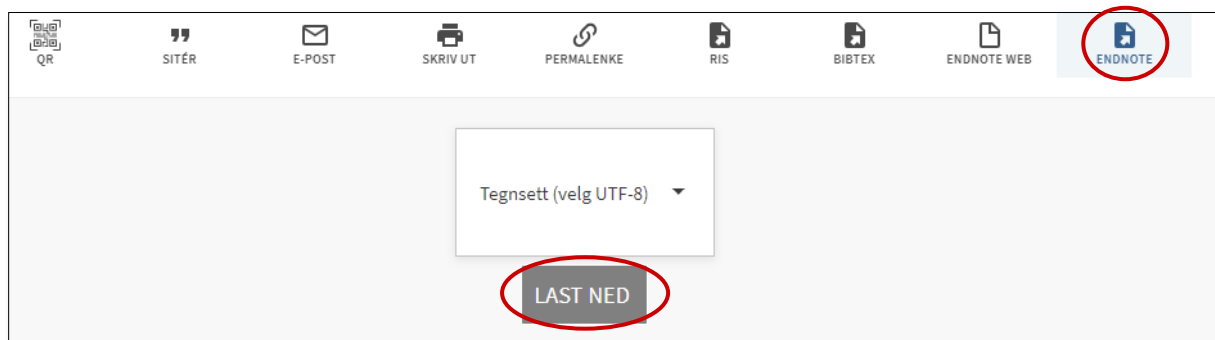 QR
SITÉR
E-POST
SKRIV UT
PERMALENKE
RIS
BIBTEX
ENDNOTE WEB
ENDNOTE
Tegnsett (velg UTF-8)
LAST NED